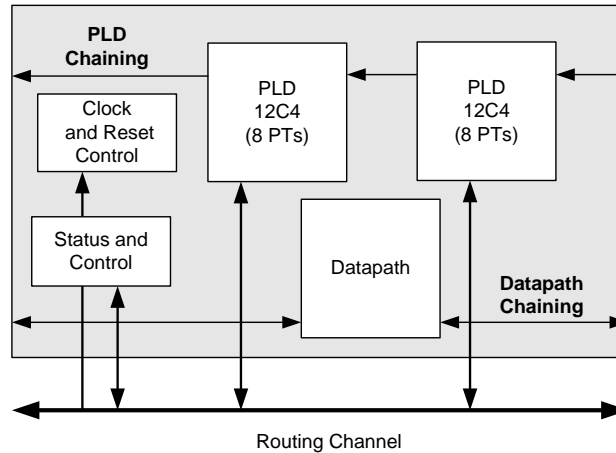 PLD
Chaining
PLD
12C4
(8 PTs)
PLD
12C4
(8 PTs)
Clock
and Reset
Control
Status and
Control
Datapath
Datapath
Chaining
Routing Channel